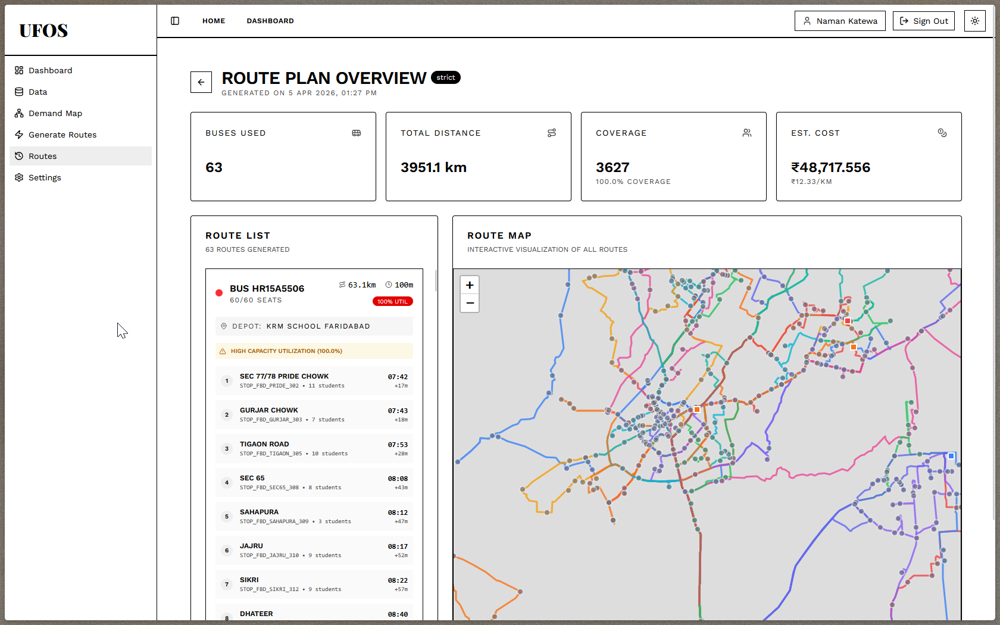 UFOS
HOME
DASHBOARD
Naman Katewa
Sign Out
Dashboard
Data
Demand Map
Generate Routes
Routes
Settings
ROUTE PLAN OVERVIEW strict
GENERATED ON 5 APR 2026, 01:27 PM
BUSES USED
63
TOTAL DISTANCE
3951.1 km
COVERAGE
3627
100.0% COVERAGE
EST. COST
₹48,717.556
₹12.33/KM
ROUTE LIST
63 ROUTES GENERATED
BUS HR15A5506
63.1km 100m
60/60 SEATS
100% UTIL
DEPOT: KRM SCHOOL FARIDABAD
HIGH CAPACITY UTILIZATION (100.0%)
1 SEC 77/78 PRIDE CHOWK 07:42
STOP_FBD_PRIDE_302 • 11 students +17m
2 GURJAR CHOWK 07:43
STOP_FBD_GURJAR_303 • 7 students +18m
3 TIGAON ROAD 07:53
STOP_FBD_TIGAON_305 • 10 students +28m
4 SEC 65 08:08
STOP_FBD_SEC65_308 • 8 students +43m
5 SAHAPURA 08:12
STOP_FBD_SAHAPURA_309 • 3 students +47m
6 JAJRU 08:17
STOP_FBD_JAJRU_310 • 9 students +52m
7 SIKRI 08:22
STOP_FBD_SIKRI_312 • 9 students +57m
8 DHATEER 08:40
ROUTE MAP
INTERACTIVE VISUALIZATION OF ALL ROUTES
+
−